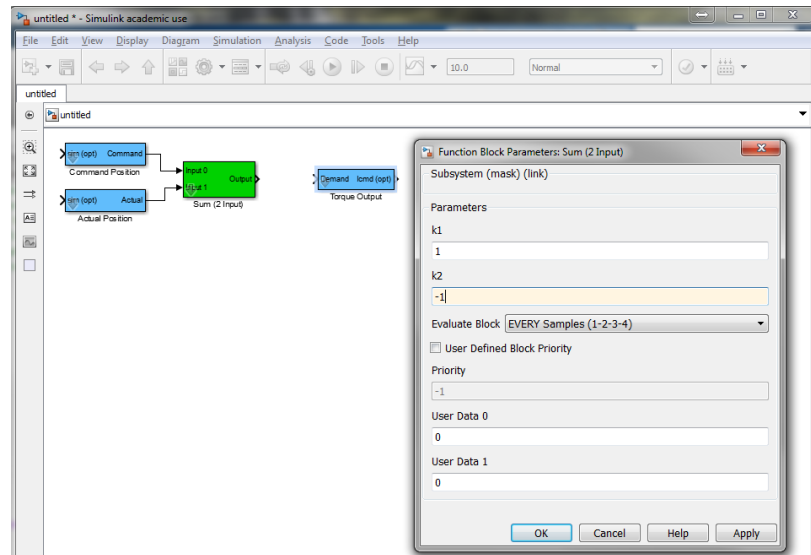 untitled * - Simulink academic use
File Edit View Display Diagram Simulation Analysis Code Tools Help
10.0 Normal
untitled
untitled
sim (opt) Command
Command Position
Input 0 Output
Input 1
Sum (2 Input)
sim (opt) Actual
Actual Position
Demand Icmd (opt)
Torque Output
Function Block Parameters: Sum (2 Input)
Subsystem (mask) (link)
Parameters
k1
1
k2
-1
Evaluate Block EVERY Samples (1-2-3-4)
User Defined Block Priority
Priority
-1
User Data 0
0
User Data 1
0
OK Cancel Help Apply